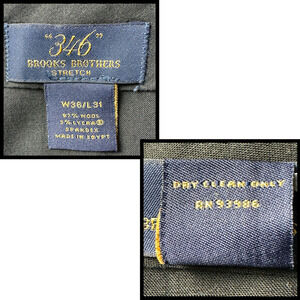 "346"
BROOKS BROTHERS
STRETCH
W36/L31
97% WOOL
3% LYCRA®
SPANDEX
MADE IN EGYPT
DRY CLEAN ONLY
RN 93986